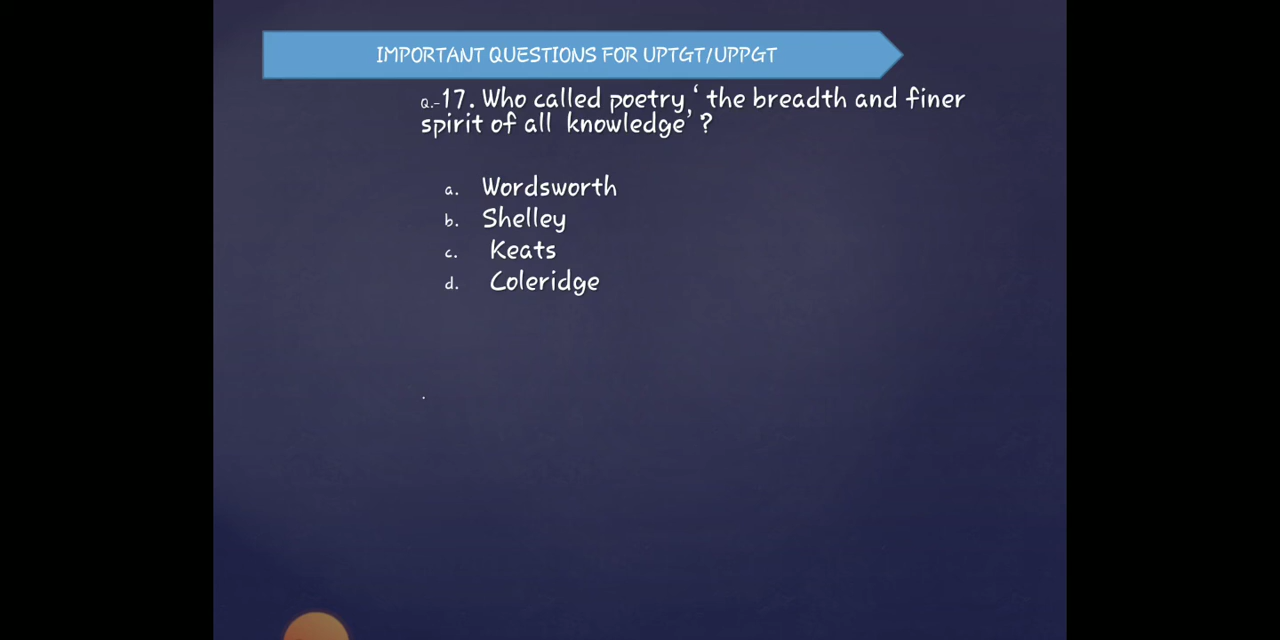 IMPORTANT QUESTIONS FOR UPTGT/UPPGT
Q.-17. Who called poetry,‘ the breadth and finer
spirit of all knowledge’ ?
a. Wordsworth
b. Shelley
c. Keats
d. Coleridge
.